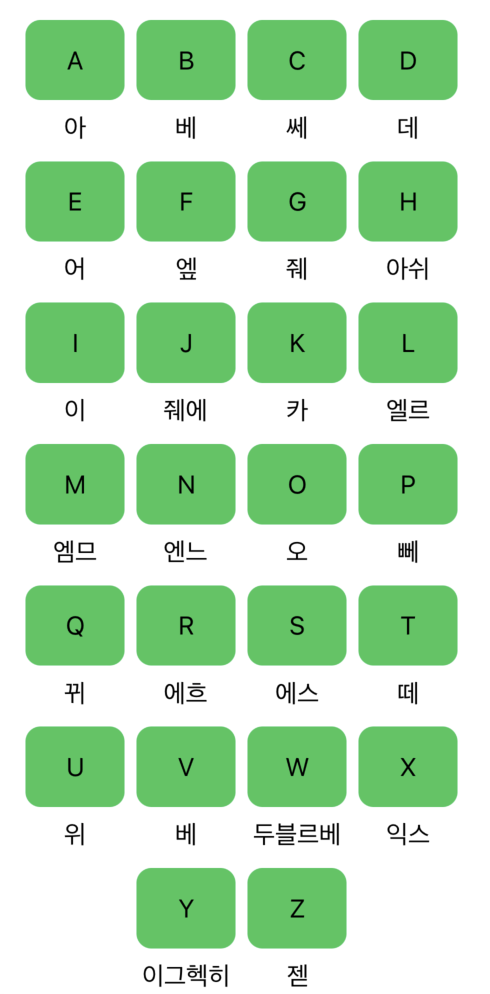 A B C D
아 베 쎄 데
E F G H
어 엪 줴 아쉬
I J K L
이 줴에 카 엘르
M N O P
엠므 엔느 오 뻬
Q R S T
뀌 에흐 에스 떼
U V W X
위 베 두블르베 익스
Y Z
이그헥히 젣